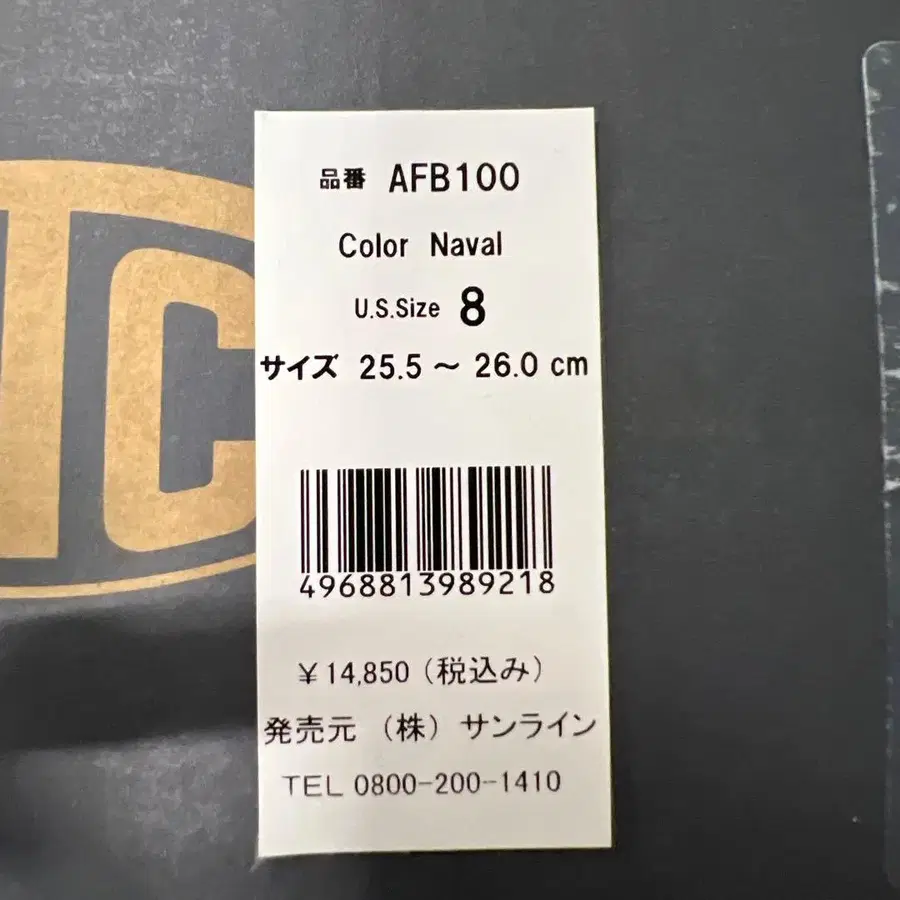 TC
品番 AFB100
Color Naval
U.S.Size 8
サイズ 25.5 ～ 26.0 cm
4968813989218
￥14,850（税込み）
発売元 （株）サンライン
TEL 0800-200-1410